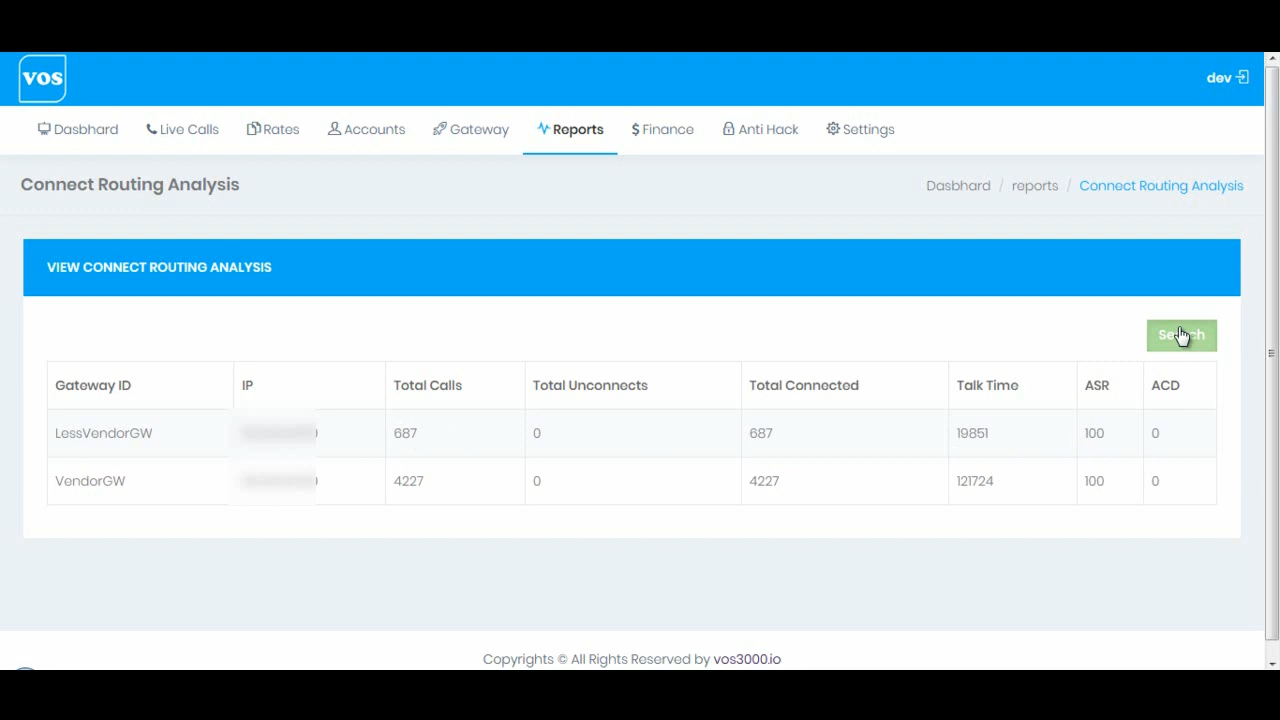 vos
dev
Dasbhard Live Calls Rates Accounts Gateway Reports $ Finance Anti Hack Settings
Connect Routing Analysis
Dasbhard / reports / Connect Routing Analysis
VIEW CONNECT ROUTING ANALYSIS
Gateway ID IP Total Calls Total Unconnects Total Connected Talk Time ASR ACD
LessVendorGW 687 0 687 19851 100 0
VendorGW 4227 0 4227 121724 100 0
Copyrights © All Rights Reserved by vos3000.io